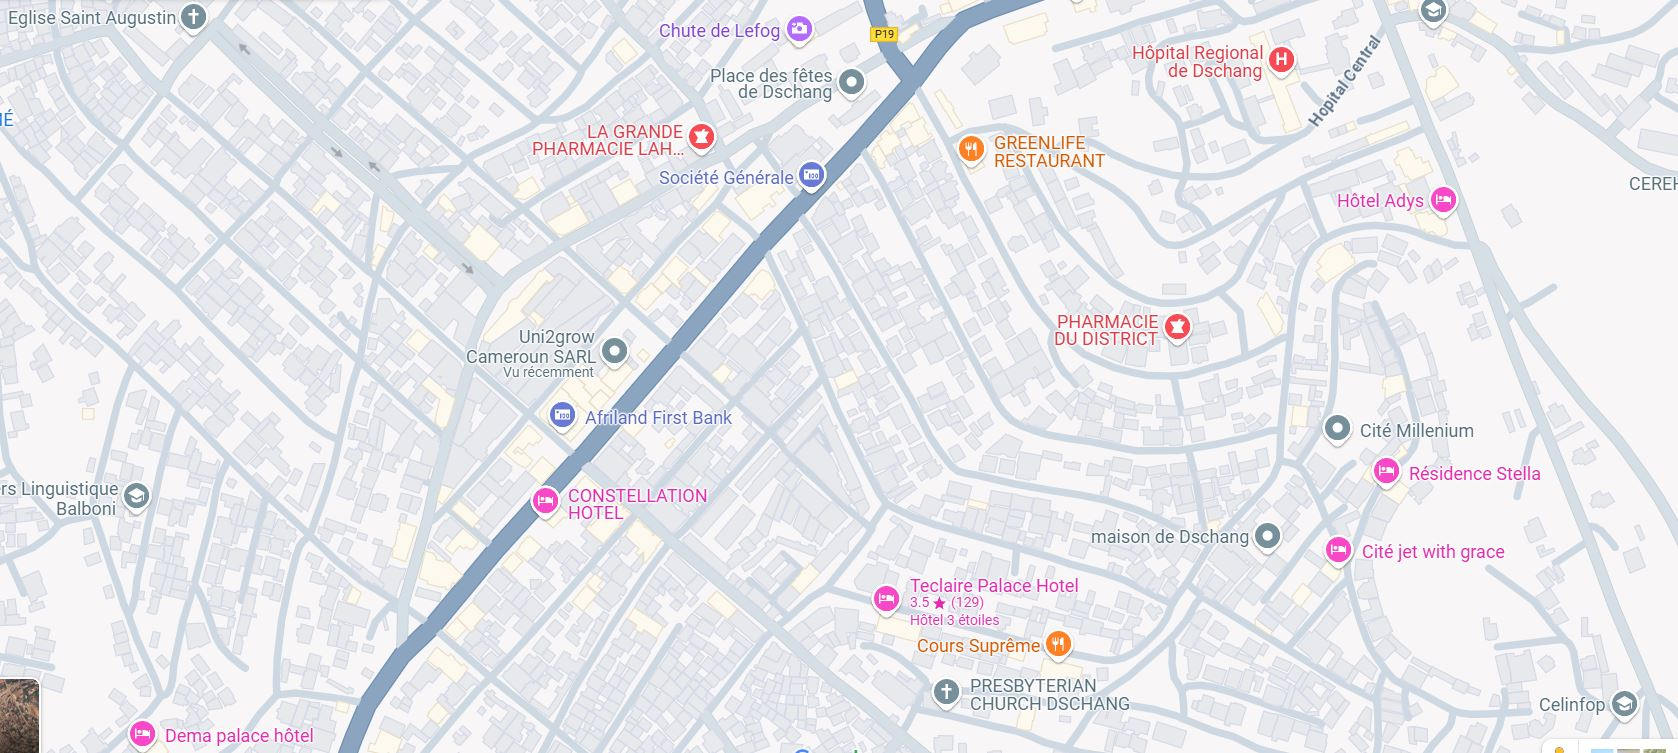 Eglise Saint Augustin
Chute de Lefog
P19
Place des fêtes
de Dschang
Hôpital Regional
de Dschang
Hopital Central
LA GRANDE
PHARMACIE LAH...
GREENLIFE
RESTAURANT
Société Générale
Hôtel Adys
Uni2grow
Cameroun SARL
Vu récemment
PHARMACIE
DU DISTRICT
Afriland First Bank
Cité Millenium
Résidence Stella
rs Linguistique
Balboni
CONSTELLATION
HOTEL
maison de Dschang
Cité jet with grace
Teclaire Palace Hotel
3.5 ★ (129)
Hôtel 3 étoiles
Cours Suprême
PRESBYTERIAN
CHURCH DSCHANG
Celinfop
Dema palace hôtel